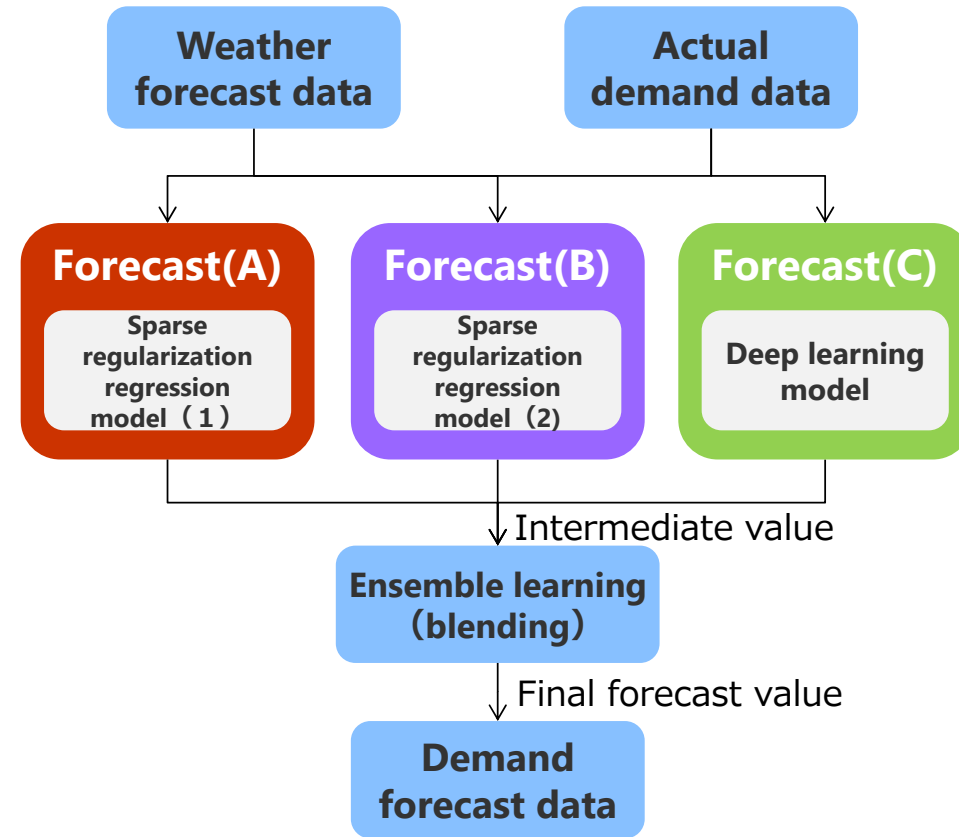 Weather
forecast data
Actual
demand data
Forecast(A)
Sparse
regularization
regression
model（１）
Forecast(B)
Sparse
regularization
regression
model（2)
Forecast(C)
Deep learning
model
Intermediate value
Ensemble learning
（blending）
Final forecast value
Demand
forecast data